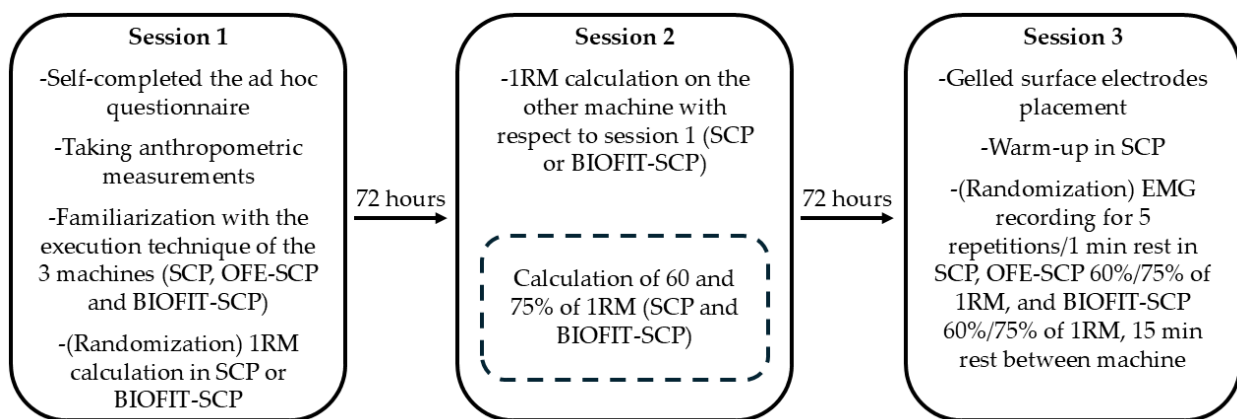 Session 1
-Self-completed the ad hoc
questionnaire
-Taking anthropometric
measurements
-Familiarization with the
execution technique of the
3 machines (SCP, OFE-SCP
and BIOFIT-SCP)
-(Randomization) 1RM
calculation in SCP or
BIOFIT-SCP
72 hours
Session 2
-1RM calculation on the
other machine with
respect to session 1 (SCP
or BIOFIT-SCP)
Calculation of 60 and
75% of 1RM (SCP and
BIOFIT-SCP)
72 hours
Session 3
-Gelled surface electrodes
placement
-Warm-up in SCP
-(Randomization) EMG
recording for 5
repetitions/1 min rest in
SCP, OFE-SCP 60%/75% of
1RM, and BIOFIT-SCP
60%/75% of 1RM, 15 min
rest between machine